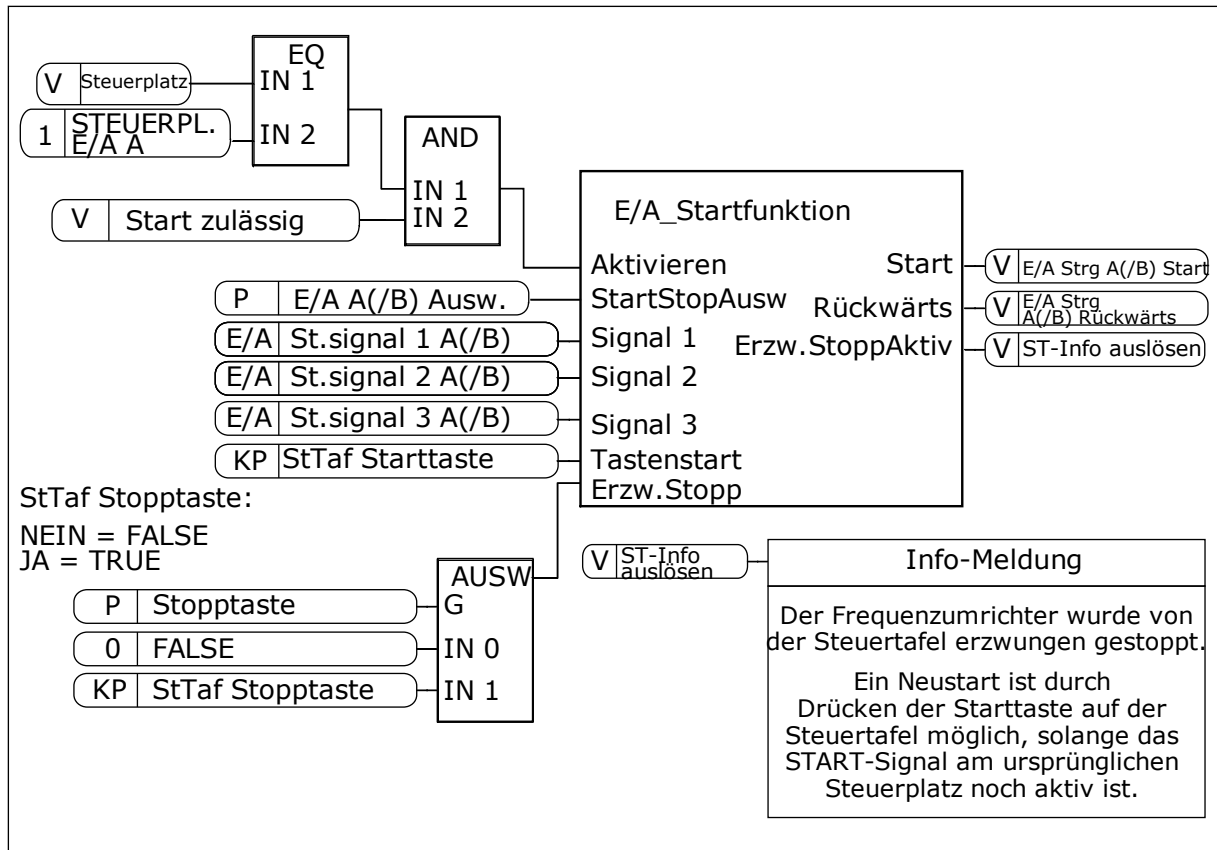 EQ
V Steuerplatz IN 1
1 STEUERPL.
E/A A
IN 2
AND
IN 1
IN 2
V Start zulässig
E/A_Startfunktion
Aktivieren
Start
V E/A Strg A(/B) Start
P E/A A(/B) Ausw.
StartStopAusw
Rückwärts
V E/A Strg
A(/B) Rückwärts
E/A St.signal 1 A(/B)
Signal 1
Erzw.StoppAktiv
V ST-Info auslösen
E/A St.signal 2 A(/B)
Signal 2
E/A St.signal 3 A(/B)
Signal 3
KP StTaf Starttaste
Tastenstart
Erzw.Stopp
StTaf Stopptaste:
NEIN = FALSE
JA = TRUE
AUSW
P Stopptaste
G
0 FALSE
IN 0
KP StTaf Stopptaste
IN 1
V ST-Info
auslösen
Info-Meldung
Der Frequenzumrichter wurde von
der Steuertafel erzwungen gestoppt.
Ein Neustart ist durch
Drücken der Starttaste auf der
Steuertafel möglich, solange das
START-Signal am ursprünglichen
Steuerplatz noch aktiv ist.